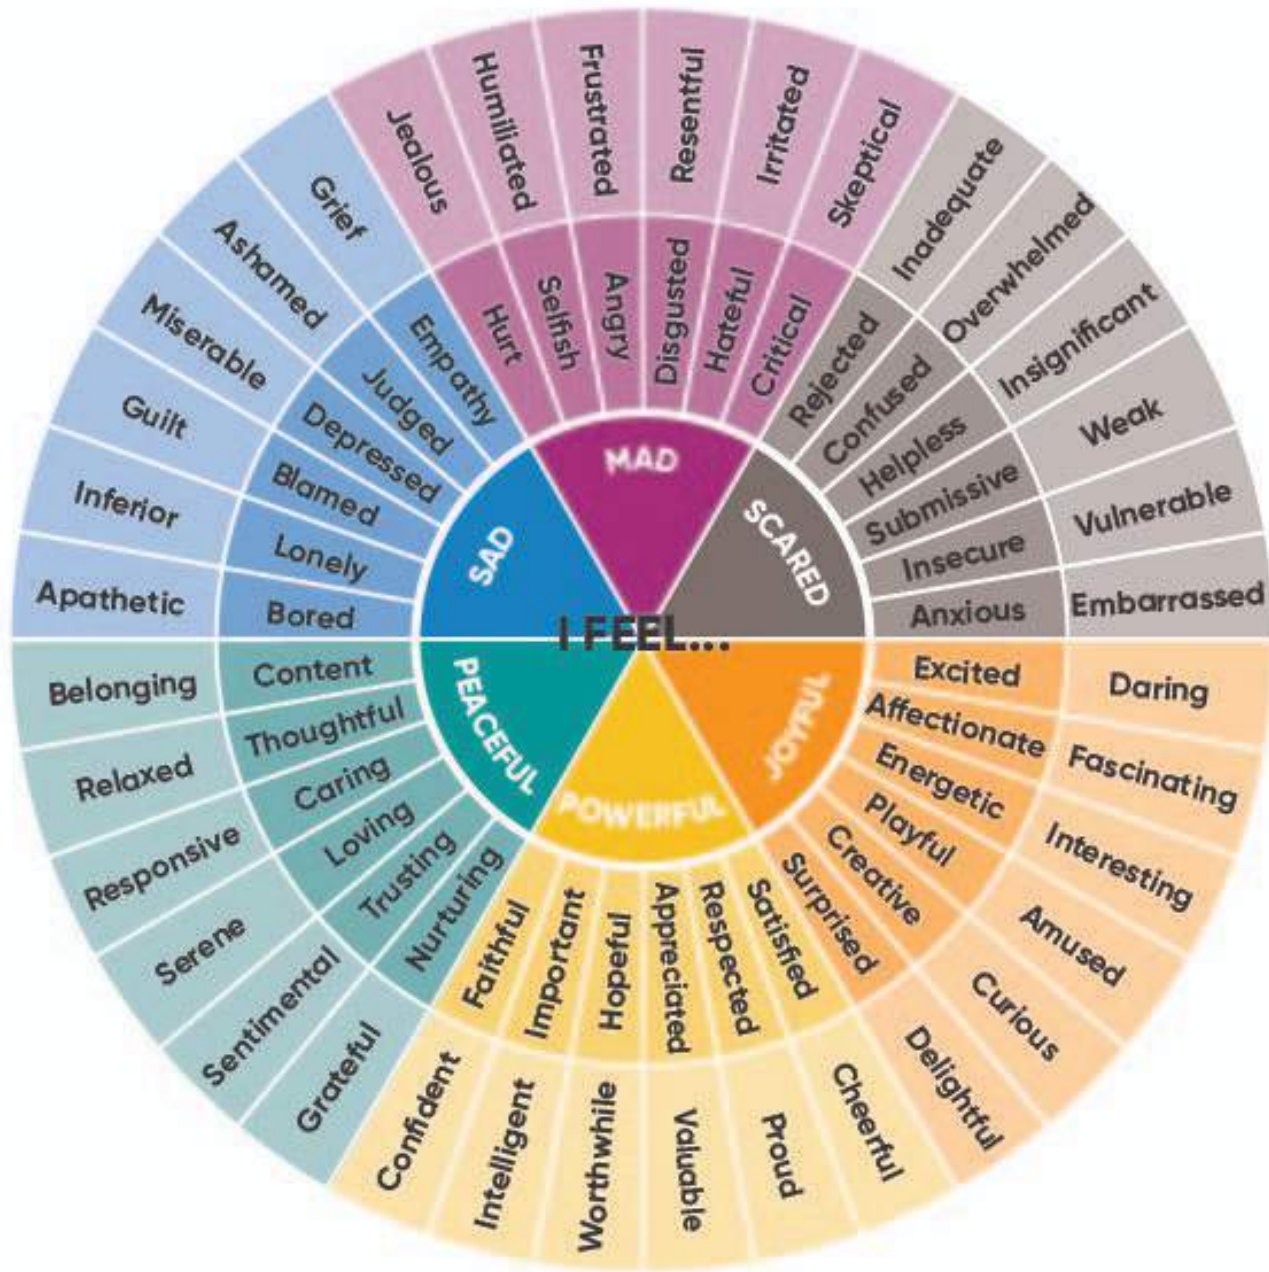 I FEEL...
MAD
Hurt
Selfish
Angry
Disgusted
Hateful
Critical
Jealous
Humiliated
Frustrated
Resentful
Irritated
Skeptical
SCARED
Rejected
Confused
Helpless
Submissive
Insecure
Anxious
Inadequate
Overwhelmed
Insignificant
Weak
Vulnerable
Embarrassed
JOYFUL
Excited
Affectionate
Energetic
Playful
Creative
Surprised
Daring
Fascinating
Interesting
Amused
Curious
Delightful
POWERFUL
Satisfied
Respected
Appreciated
Hopeful
Important
Faithful
Cheerful
Proud
Valuable
Worthwhile
Intelligent
Confident
PEACEFUL
Nurturing
Trusting
Loving
Caring
Thoughtful
Content
Grateful
Sentimental
Serene
Responsive
Relaxed
Belonging
SAD
Bored
Lonely
Blamed
Depressed
Judged
Empathy
Apathetic
Inferior
Guilt
Miserable
Ashamed
Grief